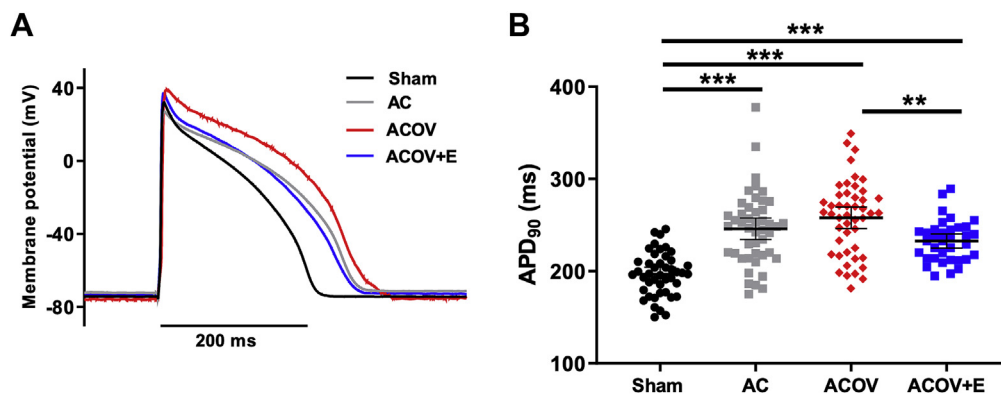 A
Membrane potential (mV)
40
0
-40
-80
Sham
AC
ACOV
ACOV+E
200 ms
B
APD90 (ms)
400
300
200
100
***
***
***
**
Sham
AC
ACOV
ACOV+E